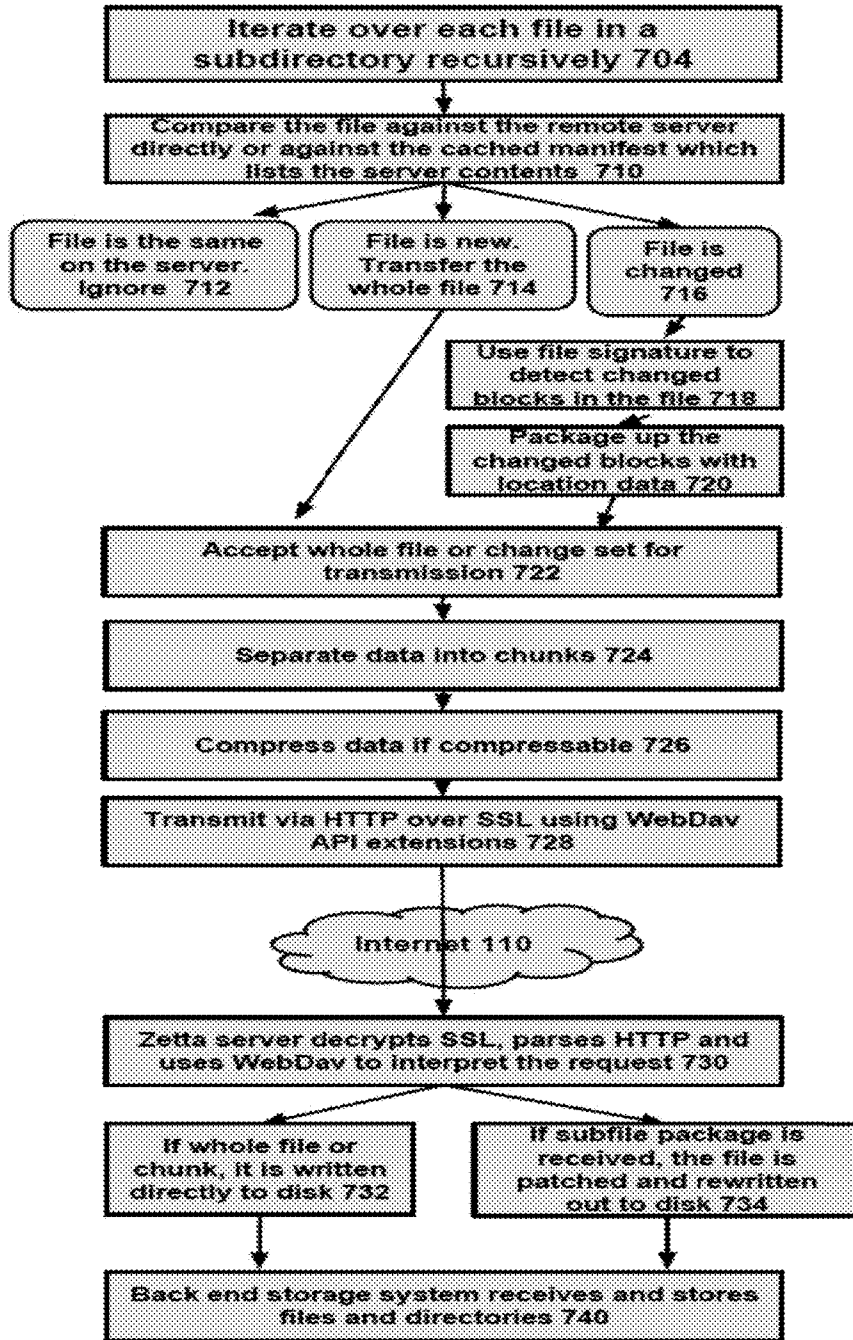 Iterate over each file in a
subdirectory recursively 704
Compare the file against the remote server
directly or against the cached manifest which
lists the server contents 710
File is the same
on the server.
Ignore 712
File is new.
Transfer the
whole file 714
File is
changed
716
Use file signature to
detect changed
blocks in the file 718
Package up the
changed blocks with
location data 720
Accept whole file or change set for
transmission 722
Separate data into chunks 724
Compress data if compressable 726
Transmit via HTTP over SSL using WebDav
API extensions 728
Internet 110
Zetta server decrypts SSL, parses HTTP and
uses WebDav to interpret the request 730
If whole file or
chunk, it is written
directly to disk 732
If subfile package is
received, the file is
patched and rewritten
out to disk 734
Back end storage system receives and stores
files and directories 740